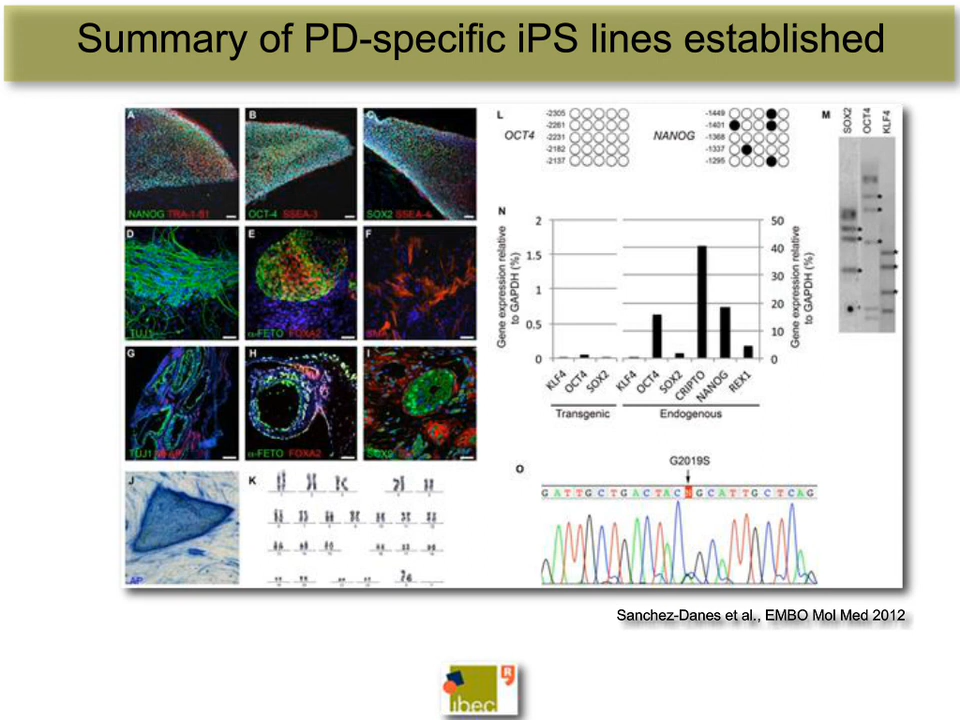 Summary of PD-specific iPS lines established
A
B
C
NANOG TRA-1-81
OCT-4 SSEA-3
SOX2 SSEA-4
D
E
F
TUJ1
α-FETO FOXA2
G
H
I
TUJ1
α-FETO FOXA2
SOX9
J
AP
K
L
OCT4
-2305
-2261
-2231
-2182
-2137
NANOG
-1449
-1401
-1368
-1337
-1295
M
SOX2
OCT4
KLF4
N
Gene expression relative
to GAPDH (%)
2
1.5
1
0.5
0
50
40
30
20
10
0
Gene expression relative
to GAPDH (%)
KLF4
OCT4
SOX2
KLF4
OCT4
SOX2
CRIPTO
NANOG
REX1
Transgenic
Endogenous
O
G2019S
GATTGCTGACTACNGCATTGCTCAG
Sanchez-Danes et al., EMBO Mol Med 2012
ibec
R